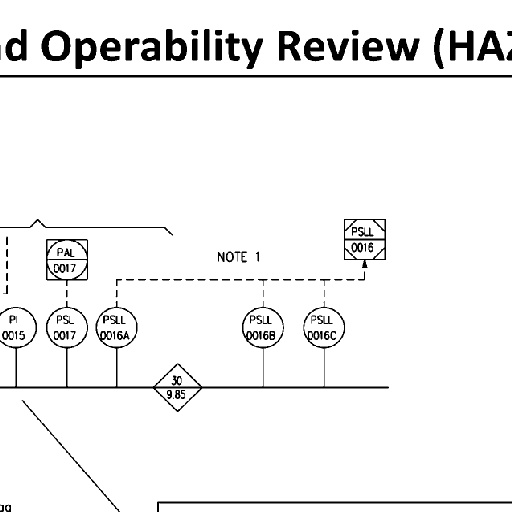 d Operability Review (HAZ
PSLL
0016
PAL
0017
NOTE 1
PI
0015
PSL
0017
PSLL
0016A
PSLL
0016B
PSLL
0016C
30
9.85